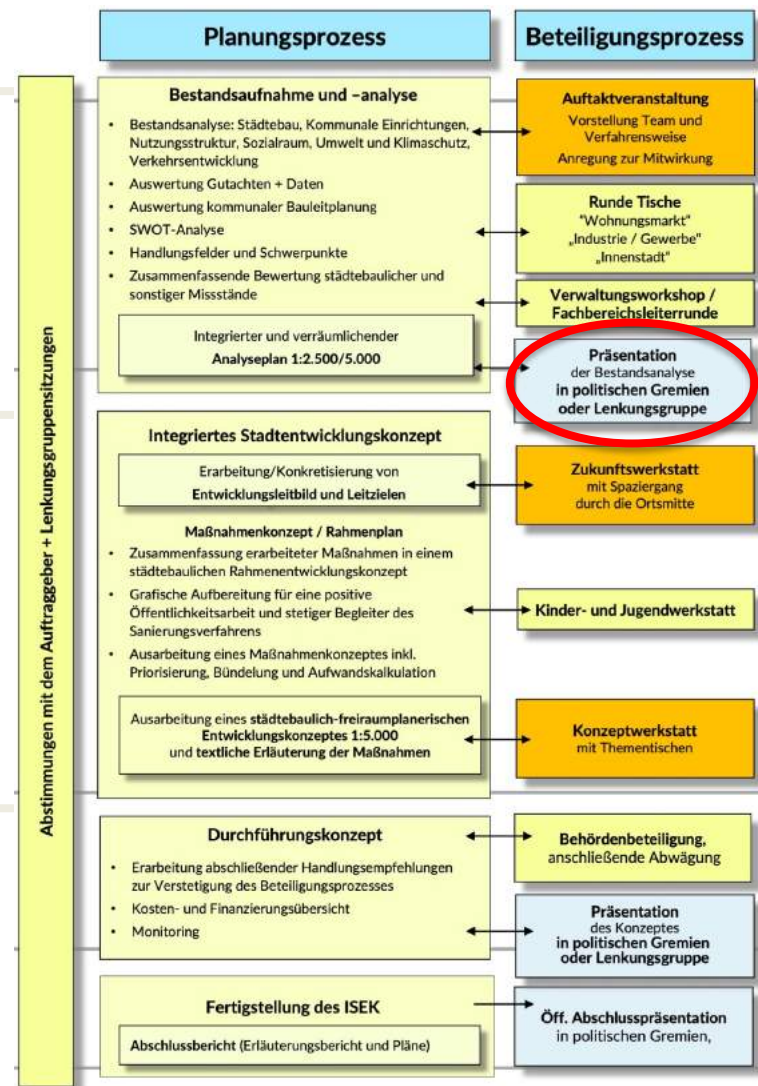 Planungsprozess
Beteiligungsprozess
Abstimmungen mit dem Auftraggeber + Lenkungsgruppensitzungen
Bestandsaufnahme und –analyse
• Bestandsanalyse: Städtebau, Kommunale Einrichtungen,
Nutzungsstruktur, Sozialraum, Umwelt und Klimaschutz,
Verkehrsentwicklung
• Auswertung Gutachten + Daten
• Auswertung kommunaler Bauleitplanung
• SWOT-Analyse
• Handlungsfelder und Schwerpunkte
• Zusammenfassende Bewertung städtebaulicher und
sonstiger Missstände
Integrierter und verräumlichender
Analyseplan 1:2.500/5.000
Auftaktveranstaltung
Vorstellung Team und
Verfahrensweise
Anregung zur Mitwirkung
Runde Tische
"Wohnungsmarkt"
„Industrie / Gewerbe"
„Innenstadt"
Verwaltungsworkshop /
Fachbereichsleiterrunde
Präsentation
der Bestandsanalyse
in politischen Gremien
oder Lenkungsgruppe
Integriertes Stadtentwicklungskonzept
Erarbeitung/Konkretisierung von
Entwicklungsleitbild und Leitzielen
Maßnahmenkonzept / Rahmenplan
• Zusammenfassung erarbeiteter Maßnahmen in einem
städtebaulichen Rahmenentwicklungskonzept
• Grafische Aufbereitung für eine positive
Öffentlichkeitsarbeit und stetiger Begleiter des
Sanierungsverfahrens
• Ausarbeitung eines Maßnahmenkonzeptes inkl.
Priorisierung, Bündelung und Aufwandskalkulation
Ausarbeitung eines städtebaulich-freiraumplanerischen
Entwicklungskonzeptes 1:5.000
und textliche Erläuterung der Maßnahmen
Zukunftswerkstatt
mit Spaziergang
durch die Ortsmitte
Kinder- und Jugendwerkstatt
Konzeptwerkstatt
mit Thementischen
Durchführungskonzept
• Erarbeitung abschließender Handlungsempfehlungen
zur Verstetigung des Beteiligungsprozesses
• Kosten- und Finanzierungsübersicht
• Monitoring
Behördenbeteiligung,
anschließende Abwägung
Präsentation
des Konzeptes
in politischen Gremien
oder Lenkungsgruppe
Fertigstellung des ISEK
Abschlussbericht (Erläuterungsbericht und Pläne)
Öff. Abschlusspräsentation
in politischen Gremien,